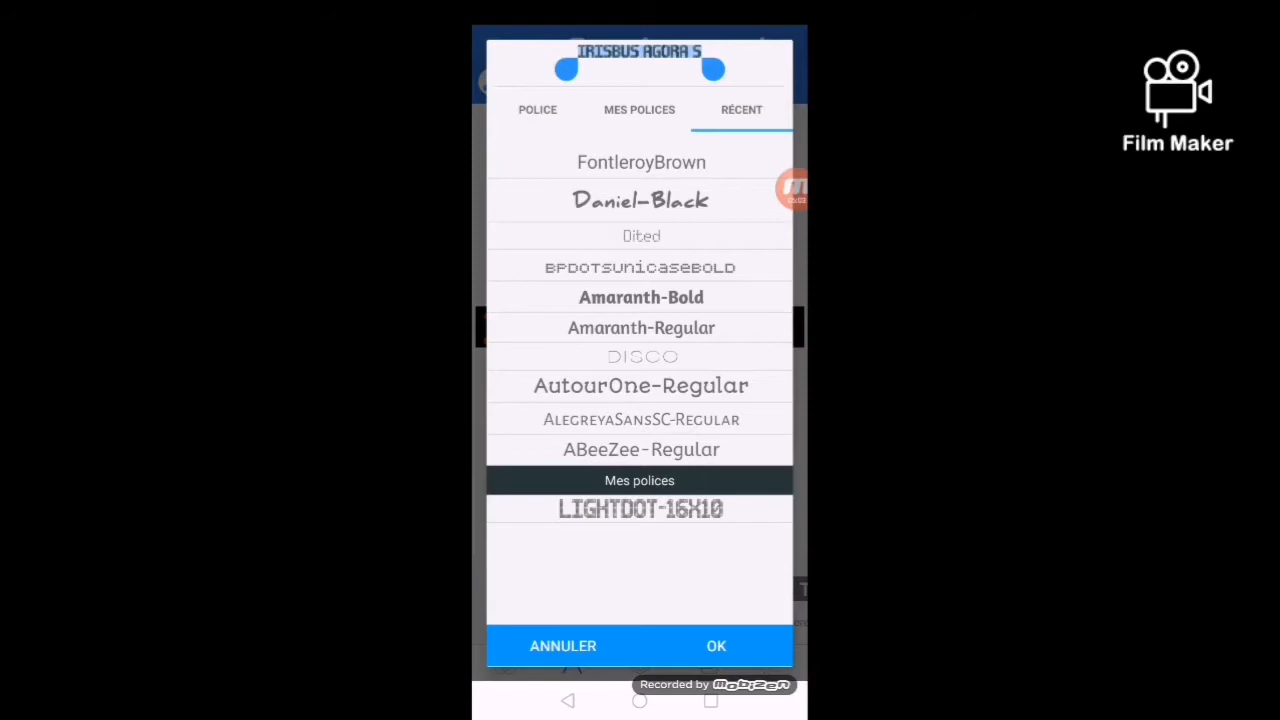 IRISBUS AGORA S
POLICE MES POLICES RÉCENT
FontleroyBrown
Daniel-Black
Dited
BPDOTSUnicaseBOLD
Amaranth-Bold
Amaranth-Regular
DISCO
AutourOne-Regular
AlegreyaSansSC-Regular
ABeeZee-Regular
Mes polices
LIGHTDOT-16X10
ANNULER OK
Recorded by mobizen
Film Maker